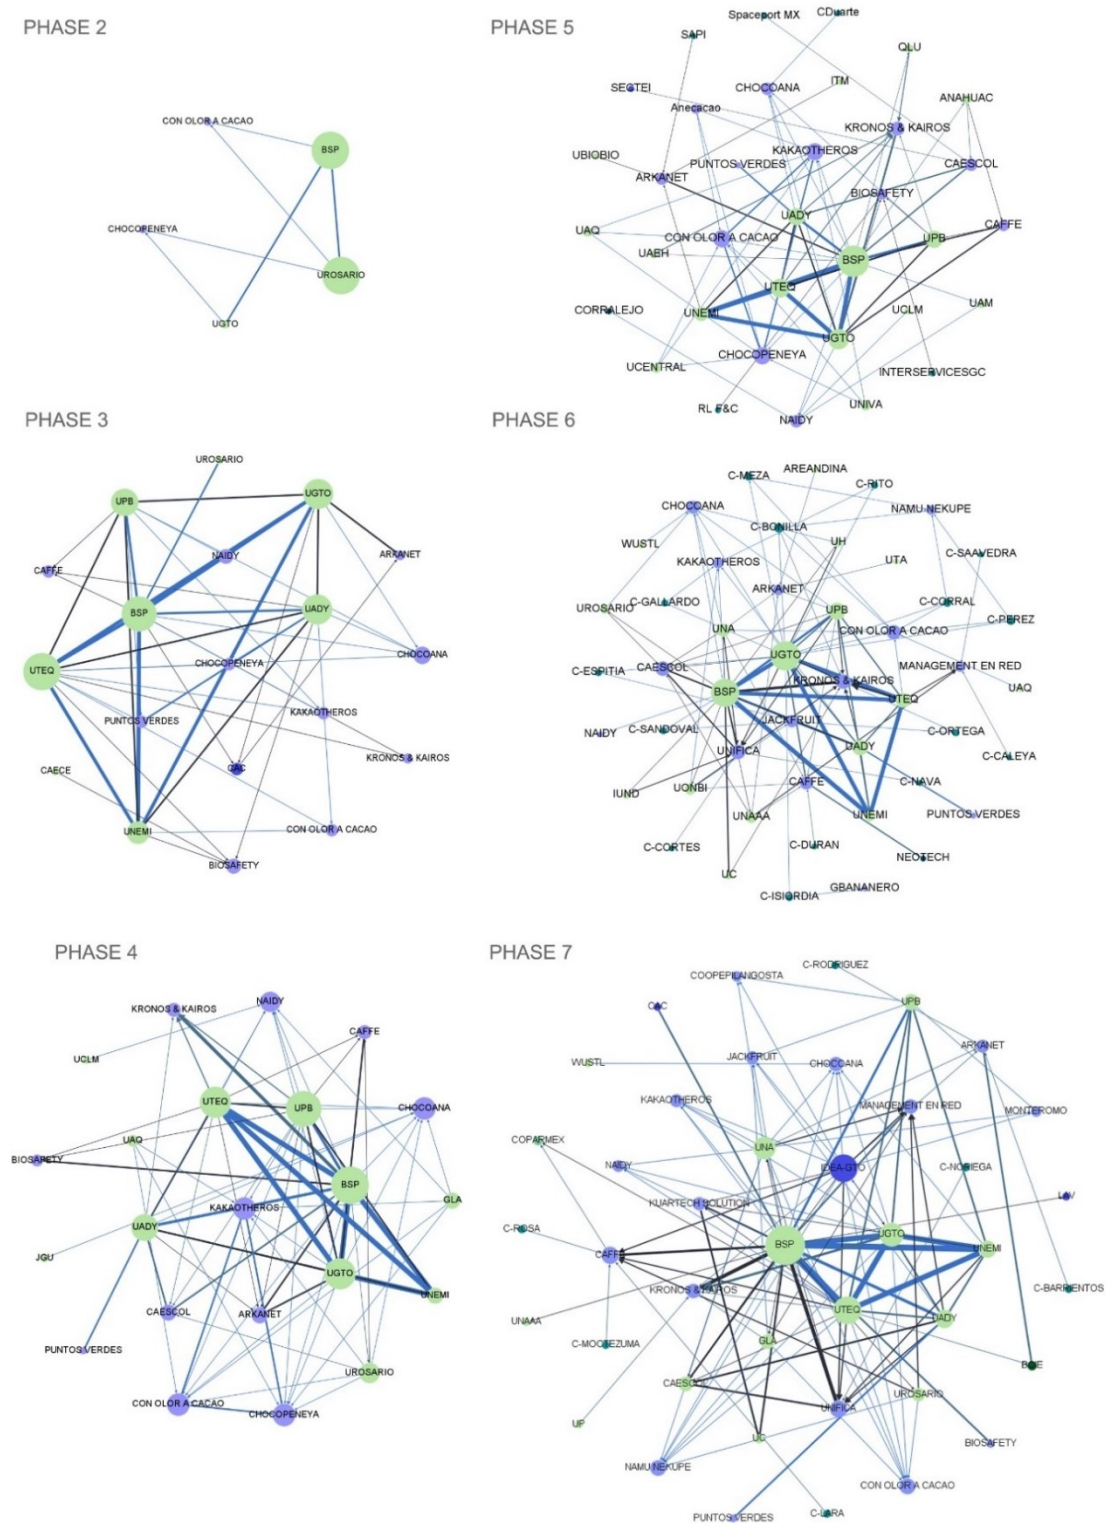 PHASE 2
CON OLOR A CACAO
BSP
CHOCOPENEYA
UROSARIO
UGTO
PHASE 5
Spaceport MX
CDuarte
SAPI
QLU
SECTEI
CHOCOANA
ITM
Anecacao
ANAHUAC
KRONOS & KAIROS
UBIOBIO
KAKAOTHEROS
PUNTOS VERDES
CAESCOL
ARKANET
BIOSAFETY
UADY
CAFFE
UAQ
CON OLOR A CACAO
UPB
UAEH
BSP
UTEQ
CORRALEJO
UNEMI
UCLM
UAM
UGTO
CHOCOPENEYA
UCENTRAL
INTERSERVICESGC
RL F&C
UNIVA
NAIDY
PHASE 3
UROSARIO
UPB
UGTO
NAIDY
ARKANET
CAFFE
BSP
UADY
UTEQ
CHOCOPENEYA
CHOCOANA
PUNTOS VERDES
KAKAOTHEROS
KRONOS & KAIROS
CAECE
CAC
UNEMI
CON OLOR A CACAO
BIOSAFETY
PHASE 6
C-MEZA
AREANDINA
C-RITO
CHOCOANA
NAMU NEKUPE
C-BONILLA
WUSTL
UH
KAKAOTHEROS
UTA
C-SAAVEDRA
ARKANET
UROSARIO
C-GALLARDO
UPB
C-CORRAL
C-PEREZ
UNA
CON OLOR A CACAO
UGTO
C-ESPITIA
CAESCOL
KRONOS & KAIROS
MANAGEMENT EN RED
BSP
UTEQ
UAQ
NAIDY
C-SANDOVAL
JACKFRUIT
C-ORTEGA
UNIFICA
UADY
C-CALEYA
IUND
UONBI
CAFFE
C-NAVA
UNAAA
UNEMI
PUNTOS VERDES
C-CORTES
C-DURAN
NEOTECH
UC
C-ISIORDIA
GBANANERO
PHASE 4
KRONOS & KAIROS
NAIDY
CAFFE
UCLM
UTEQ
UPB
CHOCOANA
UAQ
BIOSAFETY
BSP
KAKAOTHEROS
GLA
UADY
JGU
UGTO
UNEMI
CAESCOL
ARKANET
PUNTOS VERDES
UROSARIO
CON OLOR A CACAO
CHOCOPENEYA
PHASE 7
C-RODRIGUEZ
COOPEPILANGOSTA
CAC
UPB
WUSTL
JACKFRUIT
CHOCOANA
ARKANET
KAKAOTHEROS
MANAGEMENT EN RED
MONTEROMO
COPARMEX
UNA
NAIDY
IDEA-GTO
C-NORIEGA
KUARTECH SOLUTION
LAV
C-ROSA
CAFFE
BSP
UGTO
UNEMI
KRONOS & KAIROS
C-BARRIENTOS
UNAAA
UTEQ
UADY
C-MOCTEZUMA
GLA
CAESCOL
UROSARIO
UP
UC
UNIFICA
BIOSAFETY
NAMU NEKUPE
CON OLOR A CACAO
PUNTOS VERDES
C-LARA